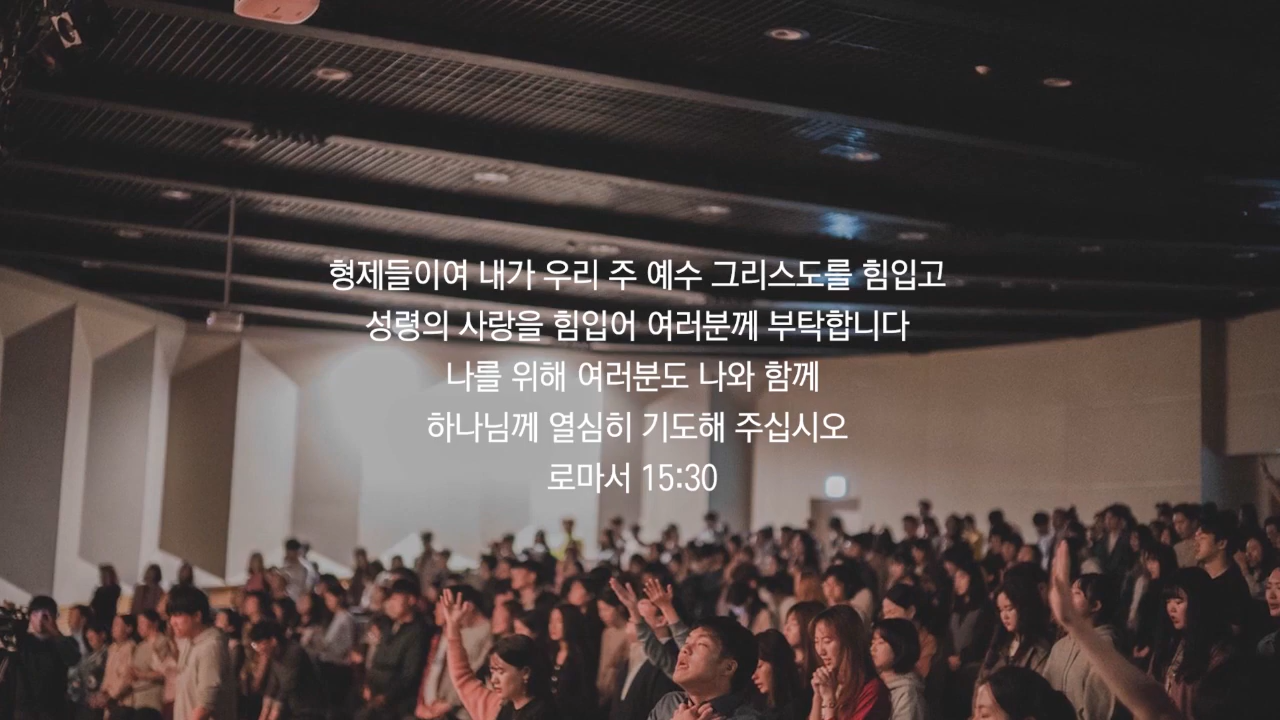 형제들이여 내가 우리 주 예수 그리스도를 힘입고
성령의 사랑을 힘입어 여러분께 부탁합니다
나를 위해 여러분도 나와 함께
하나님께 열심히 기도해 주십시오
로마서 15:30